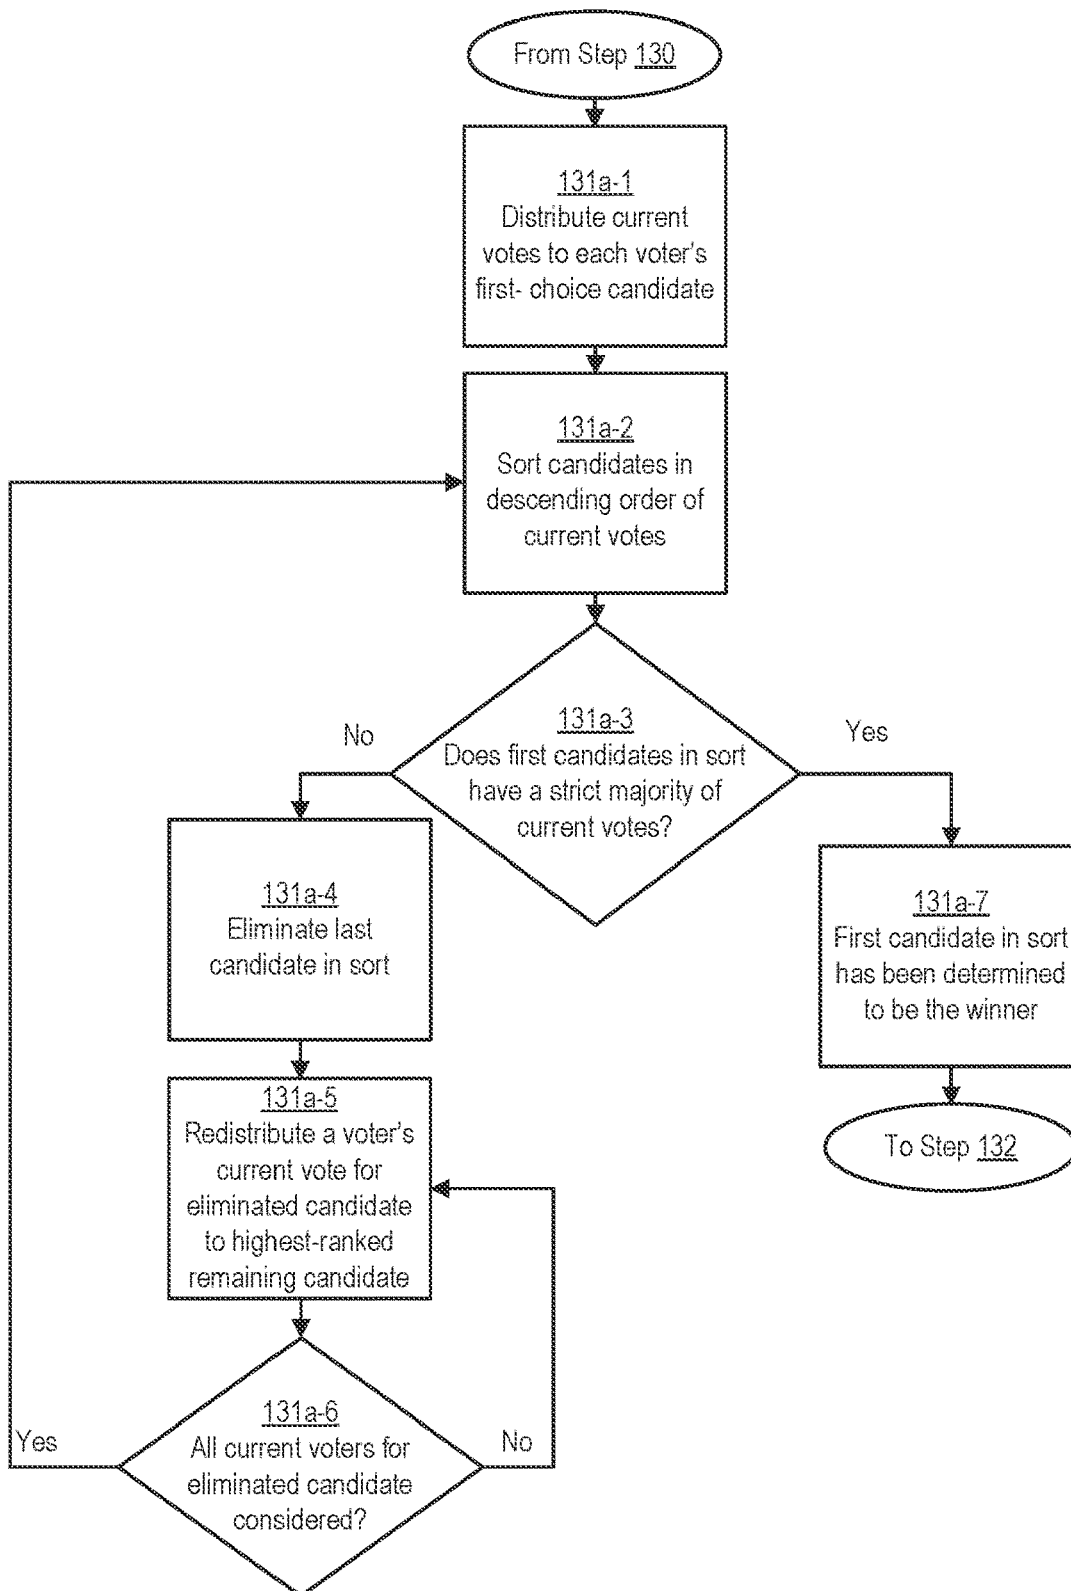 From Step 130
131a-1
Distribute current
votes to each voter's
first- choice candidate
131a-2
Sort candidates in
descending order of
current votes
131a-3
Does first candidates in sort
have a strict majority of
current votes?
No
Yes
131a-4
Eliminate last
candidate in sort
131a-7
First candidate in sort
has been determined
to be the winner
131a-5
Redistribute a voter's
current vote for
eliminated candidate
to highest-ranked
remaining candidate
To Step 132
131a-6
All current voters for
eliminated candidate
considered?
Yes
No